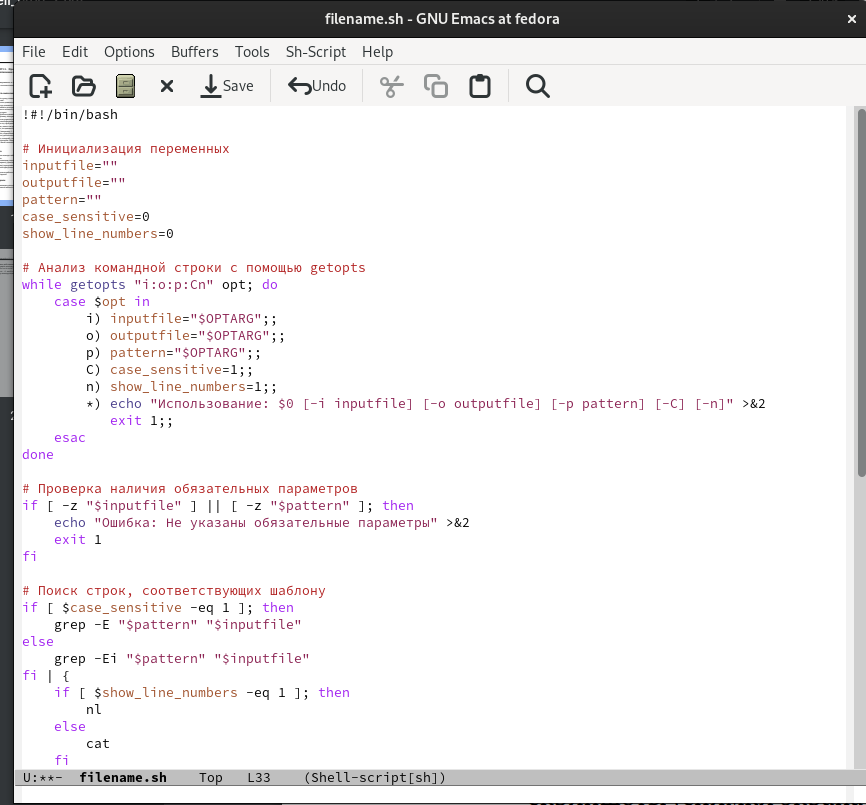 filename.sh - GNU Emacs at fedora
File Edit Options Buffers Tools Sh-Script Help
Save Undo
!#!/bin/bash
# Инициализация переменных
inputfile=""
outputfile=""
pattern=""
case_sensitive=0
show_line_numbers=0
# Анализ командной строки с помощью getopts
while getopts "i:o:p:Cn" opt; do
    case $opt in
        i) inputfile="$OPTARG";;
        o) outputfile="$OPTARG";;
        p) pattern="$OPTARG";;
        C) case_sensitive=1;;
        n) show_line_numbers=1;;
        *) echo "Использование: $0 [-i inputfile] [-o outputfile] [-p pattern] [-C] [-n]" >&2
           exit 1;;
    esac
done
# Проверка наличия обязательных параметров
if [ -z "$inputfile" ] || [ -z "$pattern" ]; then
    echo "Ошибка: Не указаны обязательные параметры" >&2
    exit 1
fi
# Поиск строк, соответствующих шаблону
if [ $case_sensitive -eq 1 ]; then
    grep -E "$pattern" "$inputfile"
else
    grep -Ei "$pattern" "$inputfile"
fi | {
    if [ $show_line_numbers -eq 1 ]; then
        nl
    else
        cat
    fi
U:**-  filename.sh    Top   L33    (Shell-script[sh])